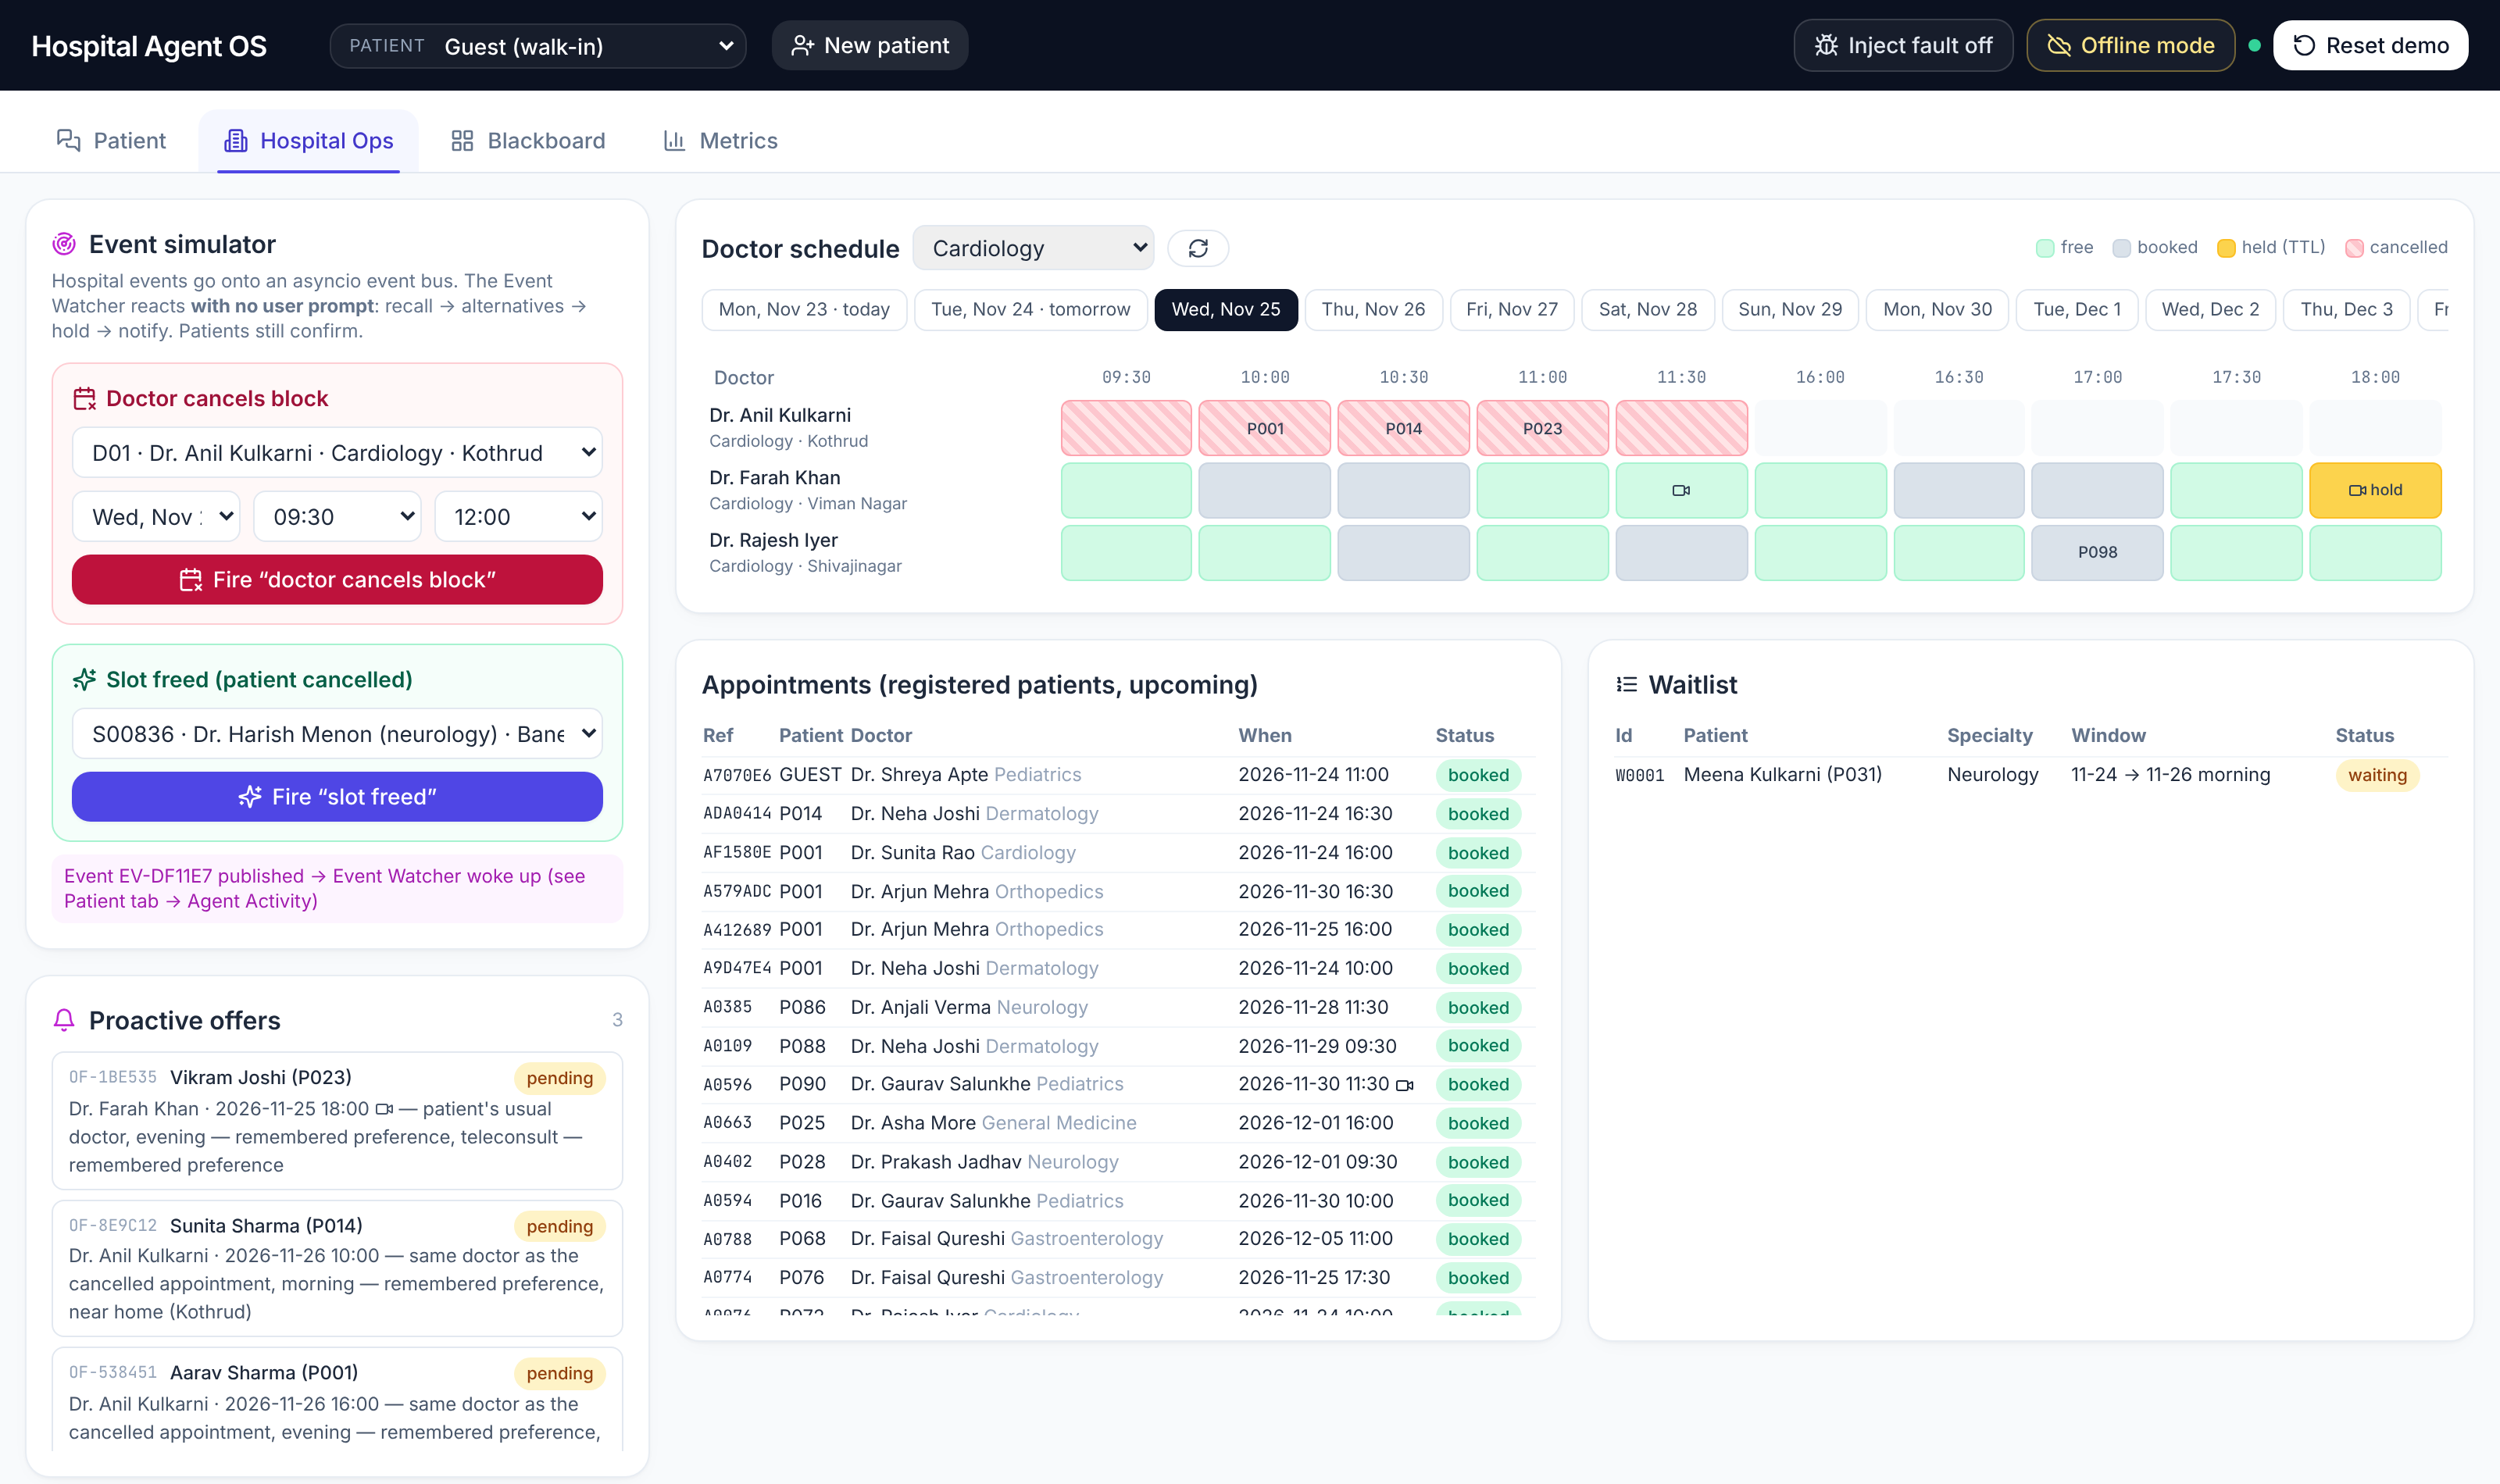 Hospital Agent OS
PATIENT Guest (walk-in)
New patient
Inject fault off
Offline mode
Reset demo
Patient
Hospital Ops
Blackboard
Metrics
Event simulator
Hospital events go onto an asyncio event bus. The Event
Watcher reacts with no user prompt: recall → alternatives →
hold → notify. Patients still confirm.
Doctor cancels block
D01 · Dr. Anil Kulkarni · Cardiology · Kothrud
Wed, Nov
09:30
12:00
Fire “doctor cancels block”
Slot freed (patient cancelled)
S00836 · Dr. Harish Menon (neurology) · Bane
Fire “slot freed”
Event EV-DF11E7 published → Event Watcher woke up (see
Patient tab → Agent Activity)
Proactive offers 3
OF-1BE535 Vikram Joshi (P023) pending
Dr. Farah Khan · 2026-11-25 18:00 — patient's usual
doctor, evening — remembered preference, teleconsult —
remembered preference
OF-8E9C12 Sunita Sharma (P014) pending
Dr. Anil Kulkarni · 2026-11-26 10:00 — same doctor as the
cancelled appointment, morning — remembered preference,
near home (Kothrud)
OF-538451 Aarav Sharma (P001) pending
Dr. Anil Kulkarni · 2026-11-26 16:00 — same doctor as the
cancelled appointment, evening — remembered preference,
Doctor schedule Cardiology
free booked held (TTL) cancelled
Mon, Nov 23 · today
Tue, Nov 24 · tomorrow
Wed, Nov 25
Thu, Nov 26
Fri, Nov 27
Sat, Nov 28
Sun, Nov 29
Mon, Nov 30
Tue, Dec 1
Wed, Dec 2
Thu, Dec 3
Doctor 09:30 10:00 10:30 11:00 11:30 16:00 16:30 17:00 17:30 18:00
Dr. Anil Kulkarni
Cardiology · Kothrud
P001 P014 P023
Dr. Farah Khan
Cardiology · Viman Nagar
hold
Dr. Rajesh Iyer
Cardiology · Shivajinagar
P098
Appointments (registered patients, upcoming)
Ref Patient Doctor When Status
A7070E6 GUEST Dr. Shreya Apte Pediatrics 2026-11-24 11:00 booked
ADA0414 P014 Dr. Neha Joshi Dermatology 2026-11-24 16:30 booked
AF1580E P001 Dr. Sunita Rao Cardiology 2026-11-24 16:00 booked
A579ADC P001 Dr. Arjun Mehra Orthopedics 2026-11-30 16:30 booked
A412689 P001 Dr. Arjun Mehra Orthopedics 2026-11-25 16:00 booked
A9D47E4 P001 Dr. Neha Joshi Dermatology 2026-11-24 10:00 booked
A0385 P086 Dr. Anjali Verma Neurology 2026-11-28 11:30 booked
A0109 P088 Dr. Neha Joshi Dermatology 2026-11-29 09:30 booked
A0596 P090 Dr. Gaurav Salunkhe Pediatrics 2026-11-30 11:30 booked
A0663 P025 Dr. Asha More General Medicine 2026-12-01 16:00 booked
A0402 P028 Dr. Prakash Jadhav Neurology 2026-12-01 09:30 booked
A0594 P016 Dr. Gaurav Salunkhe Pediatrics 2026-11-30 10:00 booked
A0788 P068 Dr. Faisal Qureshi Gastroenterology 2026-12-05 11:00 booked
A0774 P076 Dr. Faisal Qureshi Gastroenterology 2026-11-25 17:30 booked
Waitlist
Id Patient Specialty Window Status
W0001 Meena Kulkarni (P031) Neurology 11-24 → 11-26 morning waiting